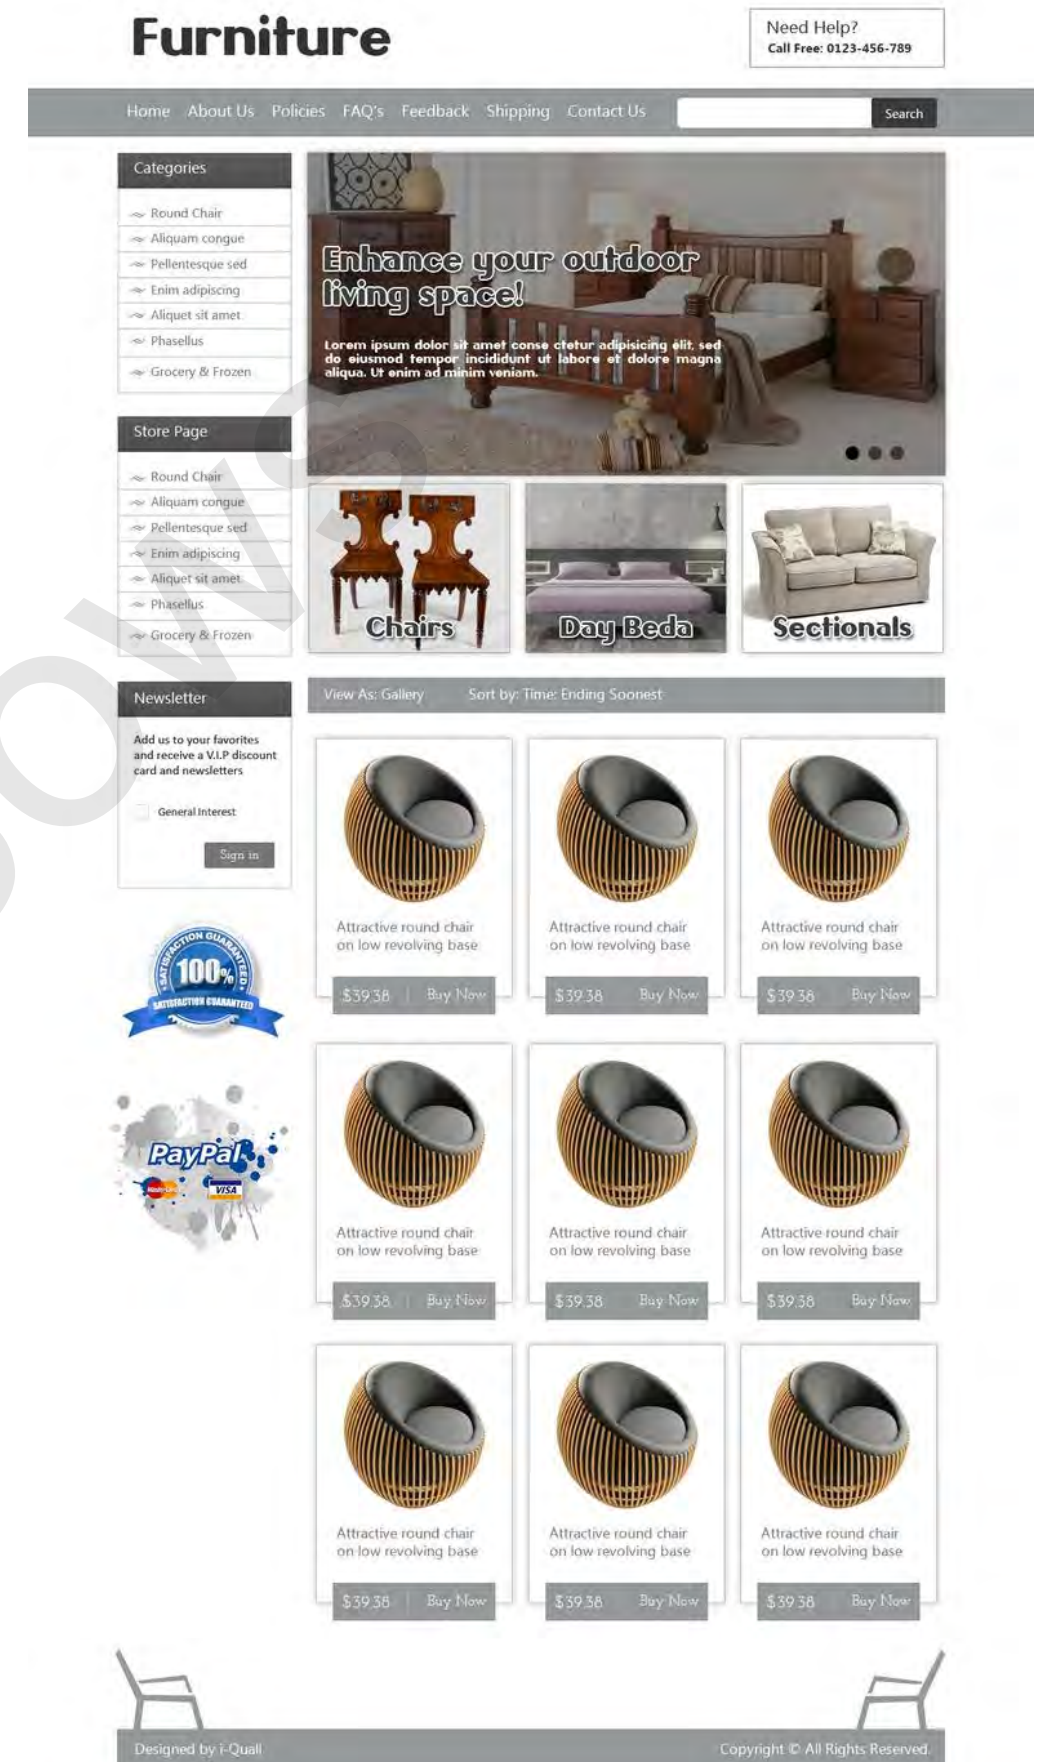 Furniture
Need Help?
Call Free: 0123-456-789
Home About Us Policies FAQ's Feedback Shipping Contact Us
Search
Categories
Round Chair
Aliquam congue
Pellentesque sed
Enim adipiscing
Aliquet sit amet
Phasellus
Grocery & Frozen
Enhance your outdoor
living space!
Lorem ipsum dolor sit amet conse ctetur adipisicing elit, sed
do eiusmod tempor incididunt ut labore et dolore magna
aliqua. Ut enim ad minim veniam.
Store Page
Round Chair
Aliquam congue
Pellentesque sed
Enim adipiscing
Aliquet sit amet
Phasellus
Grocery & Frozen
Chairs
Day Beda
Sectionals
Newsletter
Add us to your favorites
and receive a V.I.P discount
card and newsletters
General Interest
Sign in
SATISFACTION GUARANTEED
100%
SATISFACTION GUARANTEED
PayPal
MasterCard
VISA
View As: Gallery Sort by: Time: Ending Soonest
Attractive round chair
on low revolving base
$39.38 | Buy Now
Attractive round chair
on low revolving base
$39.38 Buy Now
Attractive round chair
on low revolving base
$39.38 Buy Now
Attractive round chair
on low revolving base
$39.38 | Buy Now
Attractive round chair
on low revolving base
$39.38 Buy Now
Attractive round chair
on low revolving base
$39.38 Buy Now
Attractive round chair
on low revolving base
$39.38 | Buy Now
Attractive round chair
on low revolving base
$39.38 Buy Now
Attractive round chair
on low revolving base
$39.38 Buy Now
Designed by i-Quall
Copyright © All Rights Reserved.